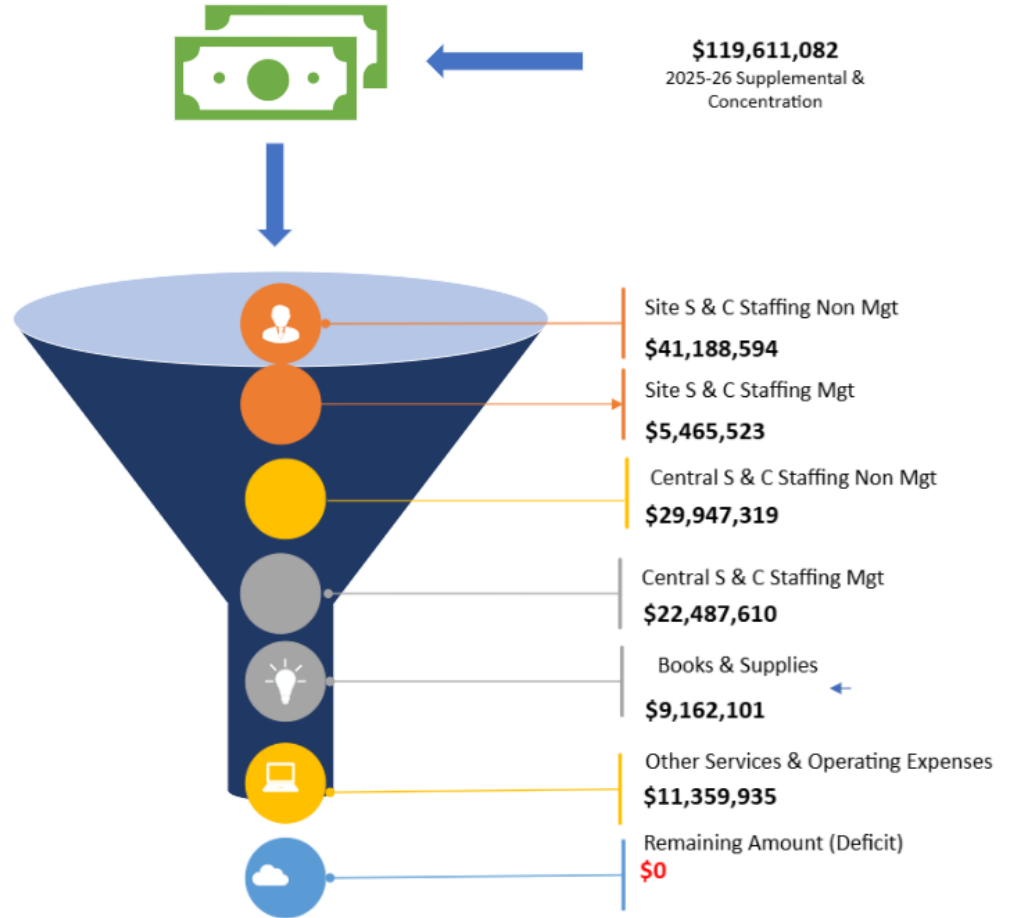 $119,611,082
2025-26 Supplemental &
Concentration
Site S & C Staffing Non Mgt
$41,188,594
Site S & C Staffing Mgt
$5,465,523
Central S & C Staffing Non Mgt
$29,947,319
Central S & C Staffing Mgt
$22,487,610
Books & Supplies
$9,162,101
Other Services & Operating Expenses
$11,359,935
Remaining Amount (Deficit)
$0